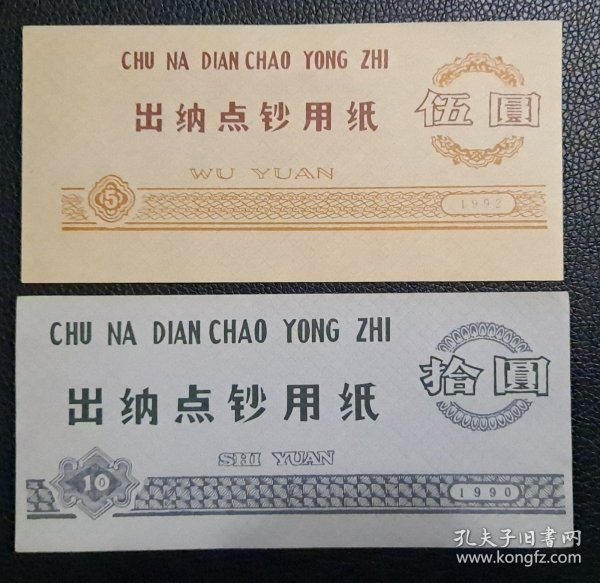 CHU NA DIAN CHAO YONG ZHI
出纳点钞用纸
伍圓
WU YUAN
5
1992
CHU NA DIAN CHAO YONG ZHI
出纳点钞用纸
拾圓
SHI YUAN
10
1990
孔夫子旧书网
www.kongfz.com